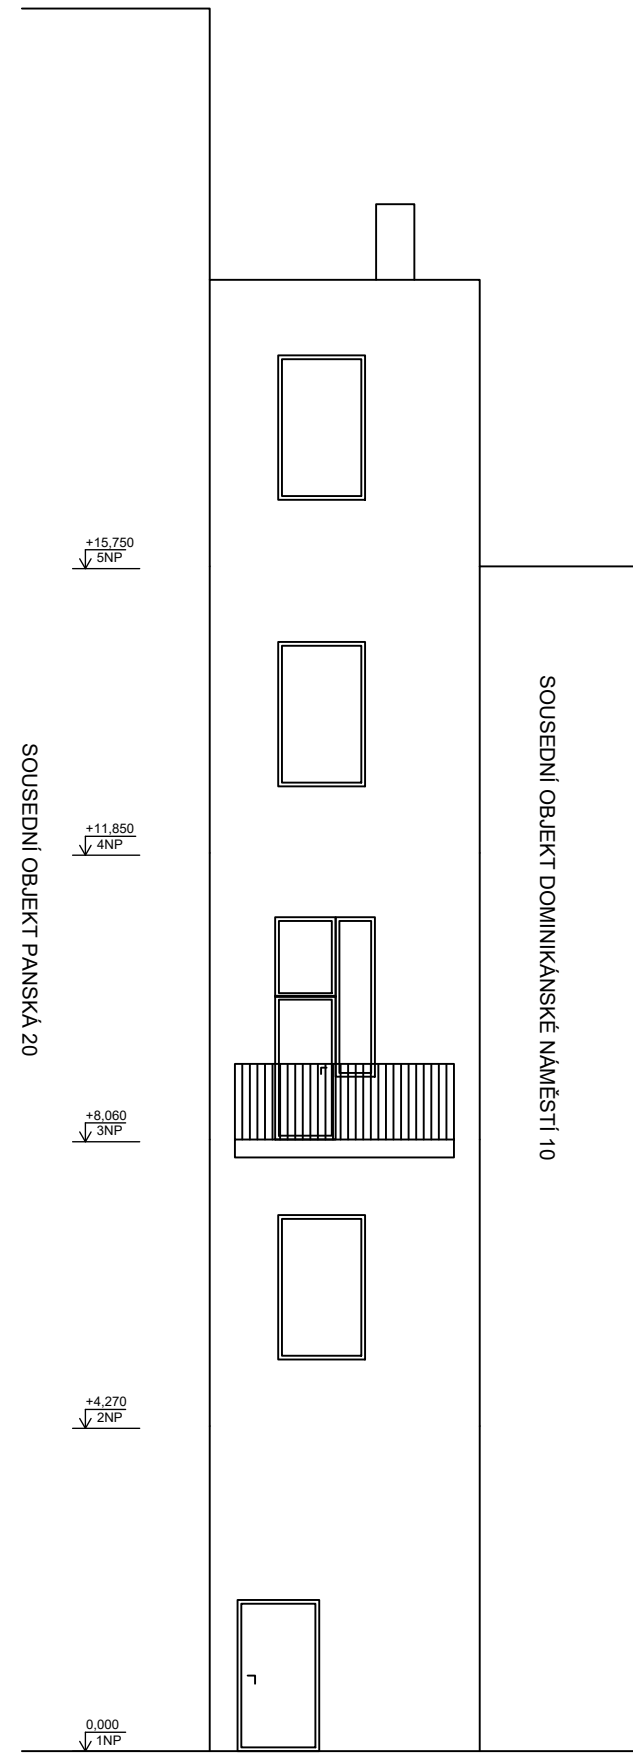 +15,750
5NP
SOUSEDNÍ OBJEKT DOMINIKÁNSKÉ NÁMĚSTÍ 10
SOUSEDNÍ OBJEKT PANSKÁ 20
+11,850
4NP
+8,060
3NP
+4,270
2NP
0,000
1NP